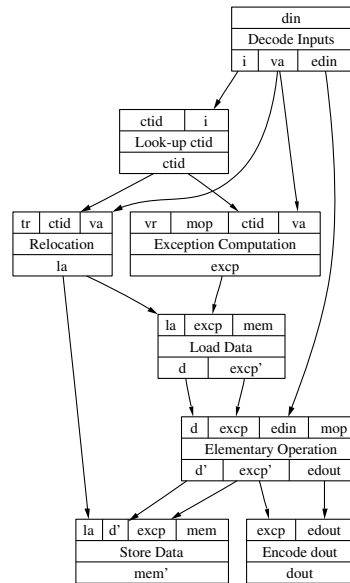 din
Decode Inputs
i va edin
ctid i
Look-up ctid
ctid
tr ctid va
Relocation
la
vr mop ctid va
Exception Computation
excp
la excp mem
Load Data
d excp’
d excp edin mop
Elementary Operation
d’ excp’ edout
la d’ excp mem
Store Data
mem’
excp edout
Encode dout
dout